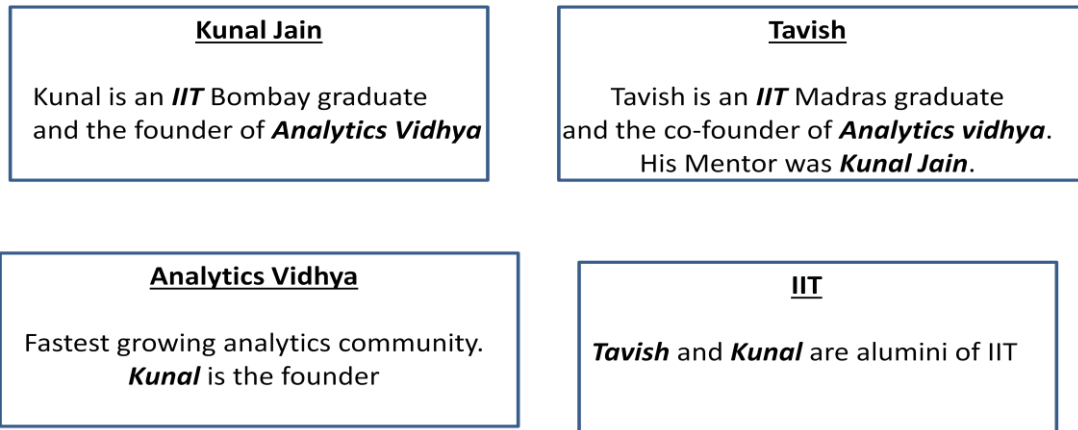 Kunal Jain
Kunal is an IIT Bombay graduate
and the founder of Analytics Vidhya
Tavish
Tavish is an IIT Madras graduate
and the co-founder of Analytics vidhya.
His Mentor was Kunal Jain.
Analytics Vidhya
Fastest growing analytics community.
Kunal is the founder
IIT
Tavish and Kunal are alumini of IIT